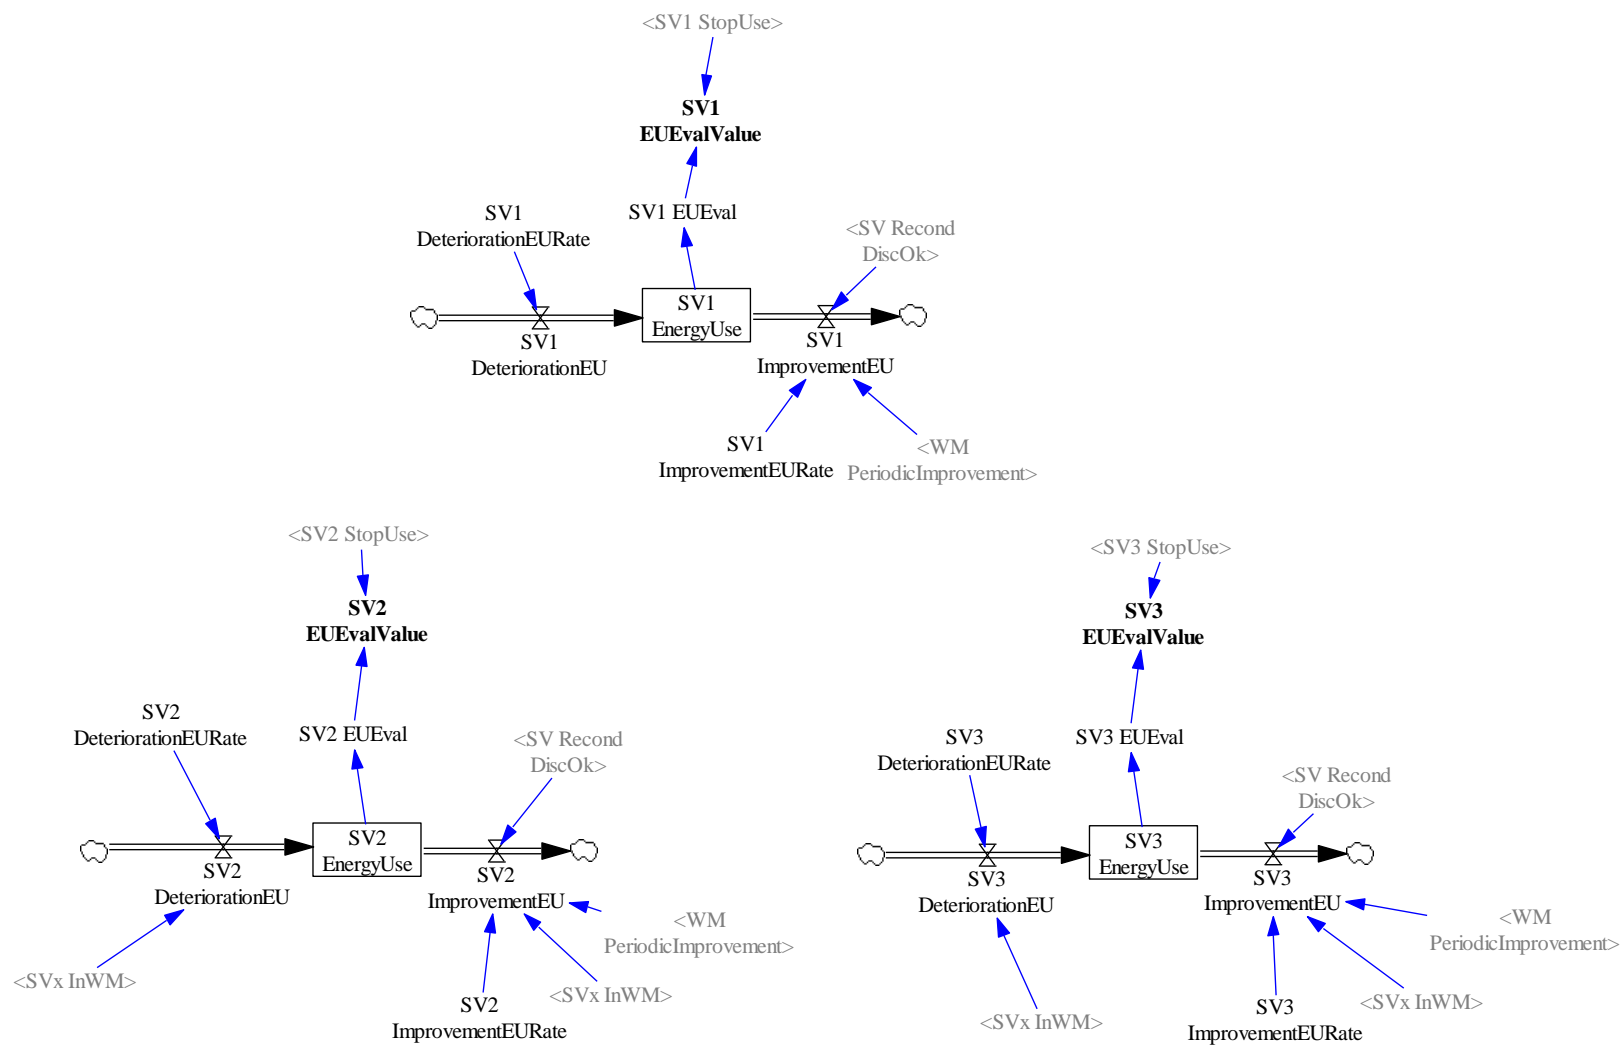 <SV1 StopUse>
SV1
EUEvalValue
SV1 EUEval
SV1
DeteriorationEURate
<SV Recond
DiscOk>
SV1
EnergyUse
SV1
DeteriorationEU
SV1
ImprovementEU
SV1
ImprovementEURate
<WM
PeriodicImprovement>
<SV2 StopUse>
SV2
EUEvalValue
SV2
DeteriorationEURate
SV2 EUEval
<SV Recond
DiscOk>
SV2
EnergyUse
SV2
DeteriorationEU
SV2
ImprovementEU
<WM
PeriodicImprovement>
<SVx InWM>
<SVx InWM>
SV2
ImprovementEURate
<SV3 StopUse>
SV3
EUEvalValue
SV3
DeteriorationEURate
SV3 EUEval
<SV Recond
DiscOk>
SV3
EnergyUse
SV3
DeteriorationEU
SV3
ImprovementEU
<WM
PeriodicImprovement>
<SVx InWM>
<SVx InWM>
SV3
ImprovementEURate